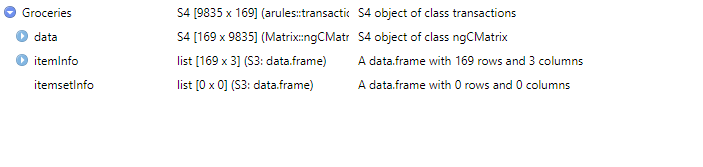 Groceries S4 [9835 x 169] (arules::transactic S4 object of class transactions
data S4 [169 x 9835] (Matrix::ngCMatr S4 object of class ngCMatrix
itemInfo list [169 x 3] (S3: data.frame) A data.frame with 169 rows and 3 columns
itemsetInfo list [0 x 0] (S3: data.frame) A data.frame with 0 rows and 0 columns